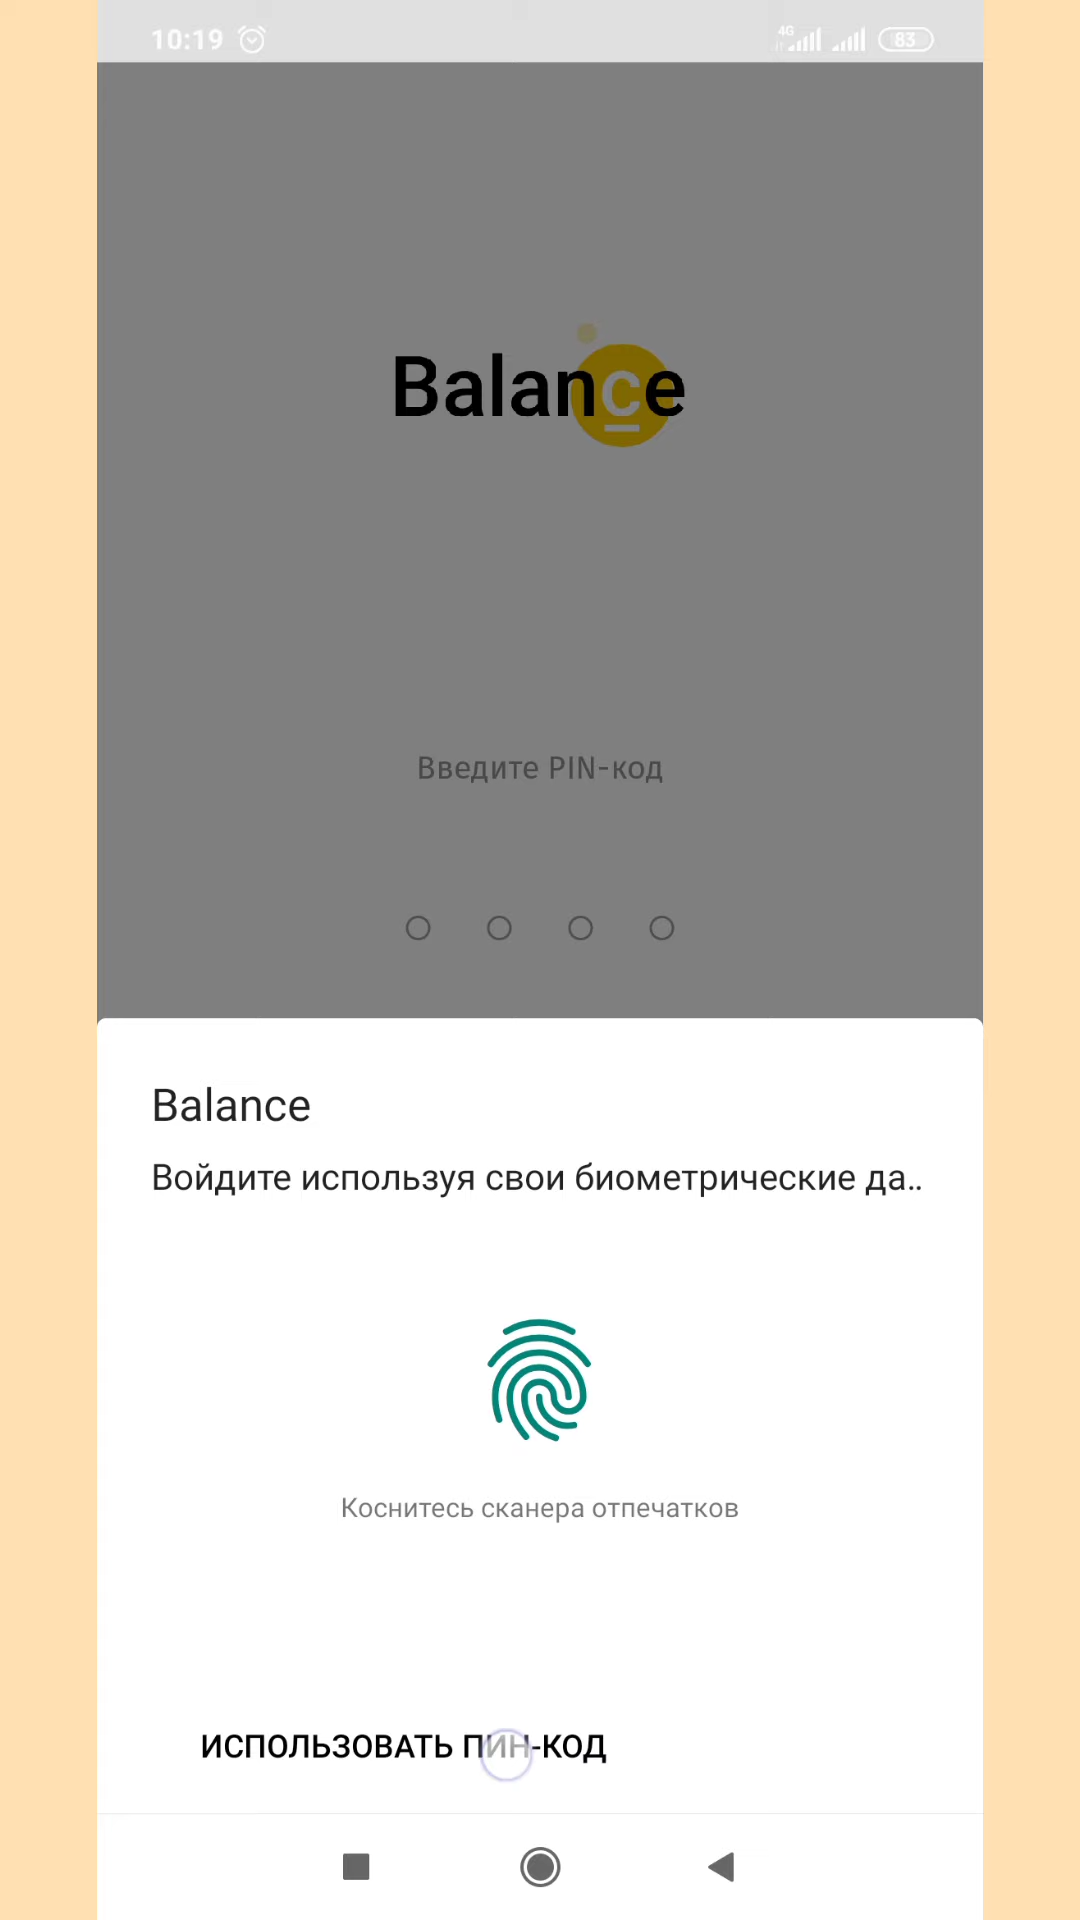 10:19
4G
83
Balance
Введите PIN-код
Balance
Войдите используя свои биометрические да..
Коснитесь сканера отпечатков
ИСПОЛЬЗОВАТЬ ПИН-КОД